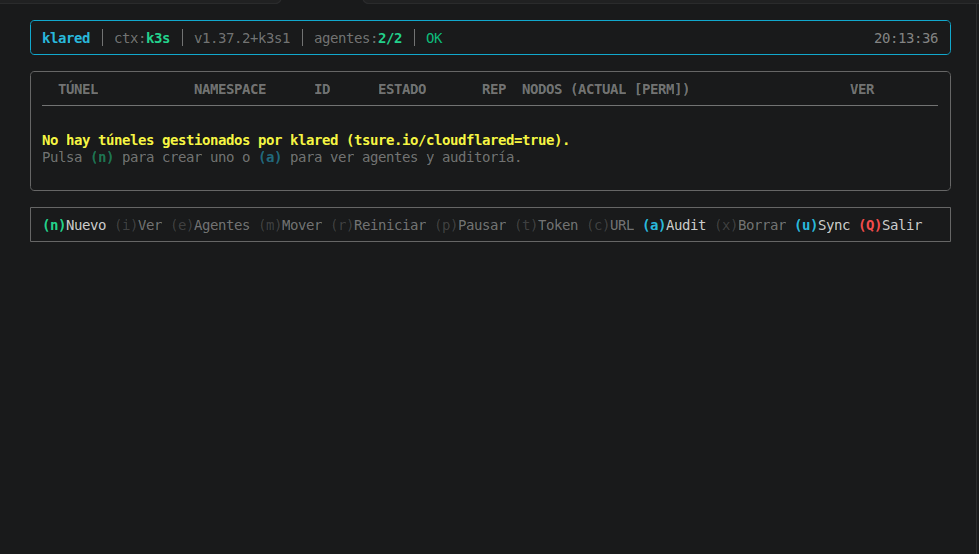 klared │ ctx:k3s │ v1.37.2+k3s1 │ agentes:2/2 │ OK 20:13:36
TÚNEL NAMESPACE ID ESTADO REP NODOS (ACTUAL [PERM]) VER
No hay túneles gestionados por klared (tsure.io/cloudflared=true).
Pulsa (n) para crear uno o (a) para ver agentes y auditoría.
(n)Nuevo (i)Ver (e)Agentes (m)Mover (r)Reiniciar (p)Pausar (t)Token (c)URL (a)Audit (x)Borrar (u)Sync (Q)Salir